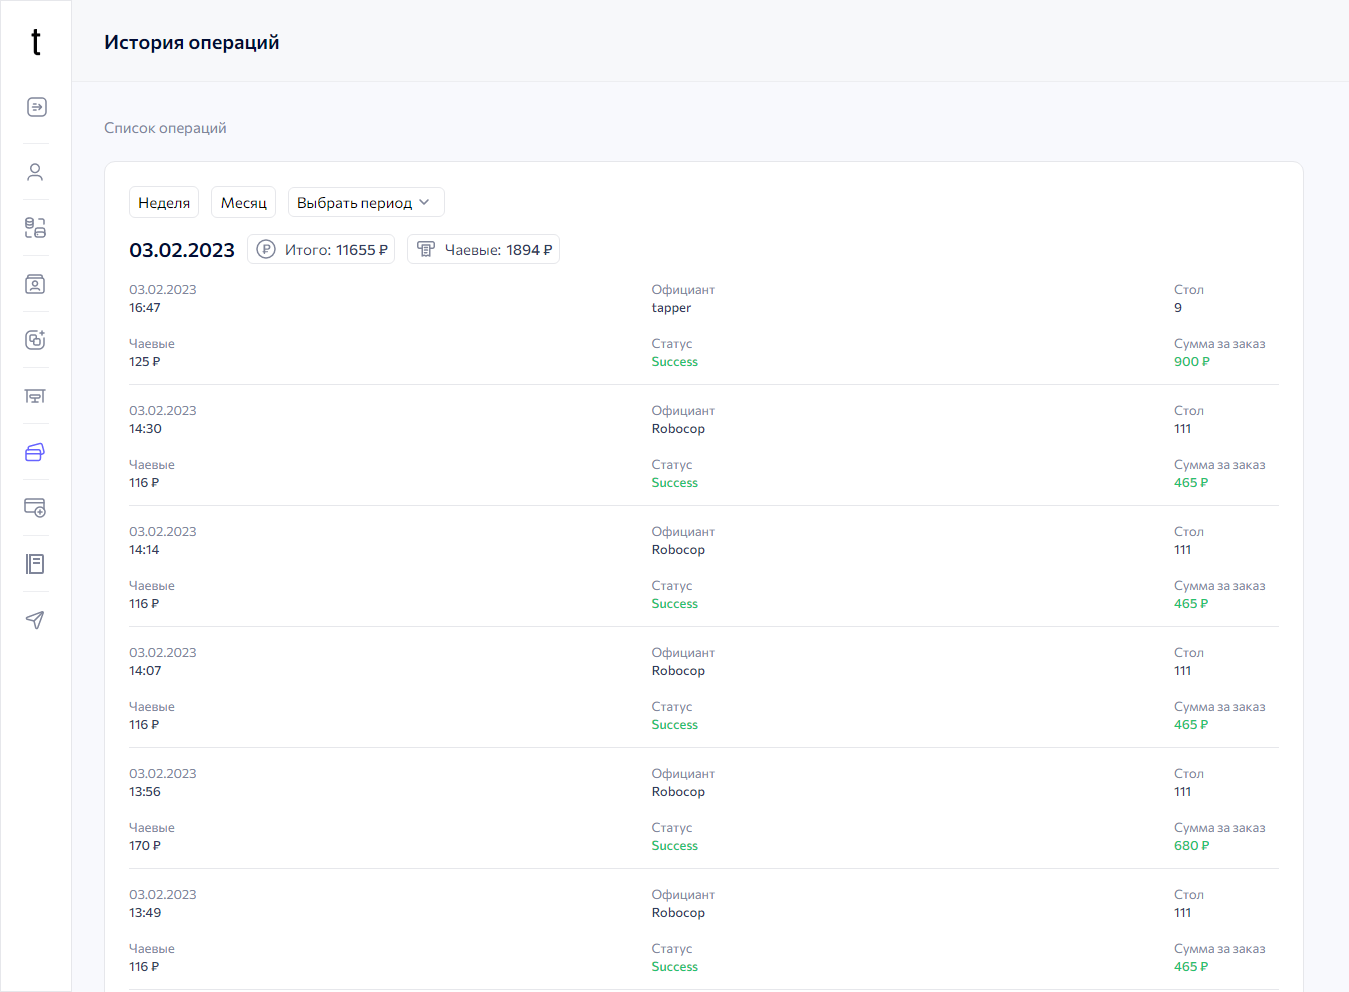 t
История операций
Список операций
Неделя Месяц Выбрать период
03.02.2023 Итого: 11655 ₽ Чаевые: 1894 ₽
03.02.2023 Официант Стол
16:47 tapper 9
Чаевые Статус Сумма за заказ
125 ₽ Success 900 ₽
03.02.2023 Официант Стол
14:30 Robocop 111
Чаевые Статус Сумма за заказ
116 ₽ Success 465 ₽
03.02.2023 Официант Стол
14:14 Robocop 111
Чаевые Статус Сумма за заказ
116 ₽ Success 465 ₽
03.02.2023 Официант Стол
14:07 Robocop 111
Чаевые Статус Сумма за заказ
116 ₽ Success 465 ₽
03.02.2023 Официант Стол
13:56 Robocop 111
Чаевые Статус Сумма за заказ
170 ₽ Success 680 ₽
03.02.2023 Официант Стол
13:49 Robocop 111
Чаевые Статус Сумма за заказ
116 ₽ Success 465 ₽